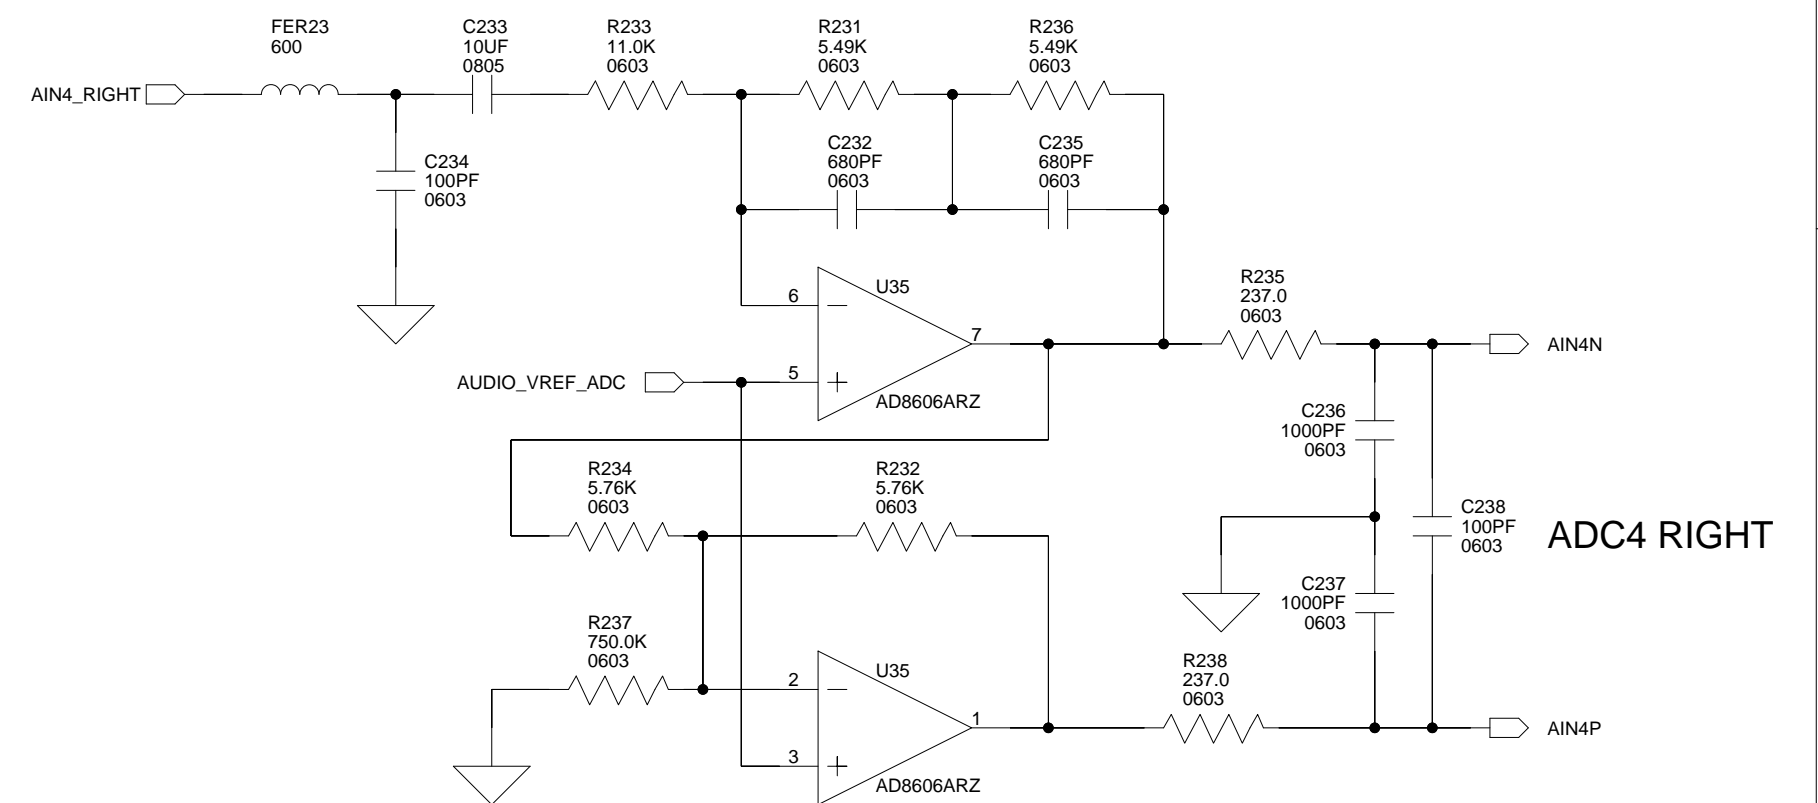 FER23
600
C233
10UF
0805
R233
11.0K
0603
R231
5.49K
0603
R236
5.49K
0603
AIN4_RIGHT
C234
100PF
0603
C232
680PF
0603
C235
680PF
0603
U35
6
7
5
AUDIO_VREF_ADC
AD8606ARZ
R235
237.0
0603
AIN4N
C236
1000PF
0603
R234
5.76K
0603
R232
5.76K
0603
C238
100PF
0603
ADC4 RIGHT
C237
1000PF
0603
R237
750.0K
0603
U35
2
1
3
AD8606ARZ
R238
237.0
0603
AIN4P